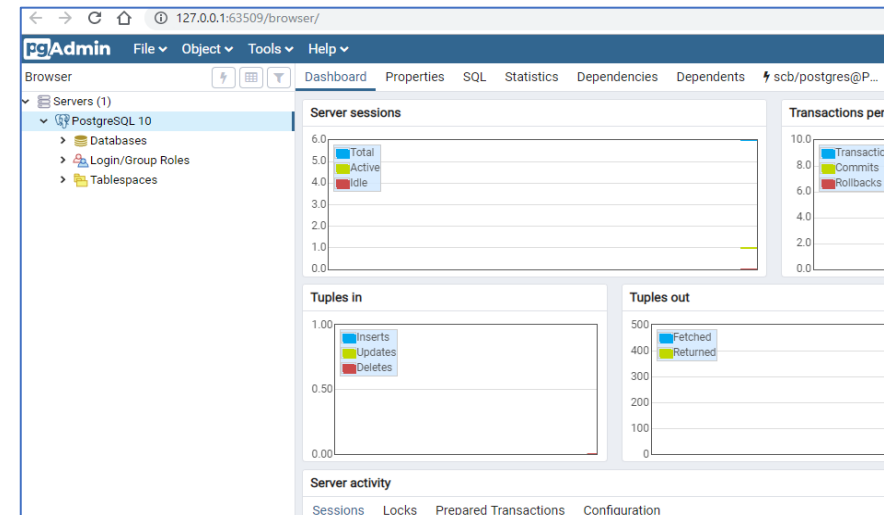 127.0.0.1:63509/browser/
pgAdmin File Object Tools Help
Browser Dashboard Properties SQL Statistics Dependencies Dependents scb/postgres@P...
Servers (1)
PostgreSQL 10
Databases
Login/Group Roles
Tablespaces
Server sessions
6.0
5.0
4.0
3.0
2.0
1.0
0.0
Total
Active
Idle
Transactions per
10.0
8.0
6.0
4.0
2.0
0.0
Transactio
Commits
Rollbacks
Tuples in
1.00
0.50
0.00
Inserts
Updates
Deletes
Tuples out
500
400
300
200
100
0
Fetched
Returned
Server activity
Sessions Locks Prepared Transactions Configuration